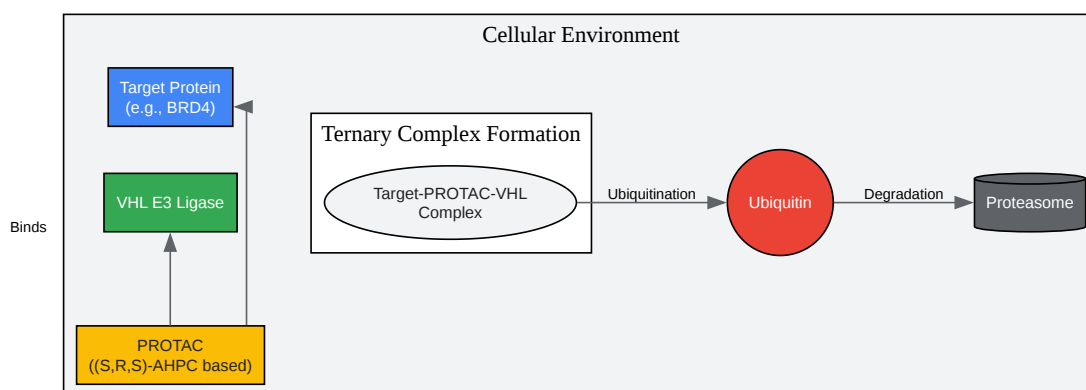 Cellular Environment
Target Protein
(e.g., BRD4)
Ternary Complex Formation
VHL E3 Ligase
Target-PROTAC-VHL
Complex
Ubiquitination
Ubiquitin
Degradation
Proteasome
Binds
PROTAC
((S,R,S)-AHPC based)